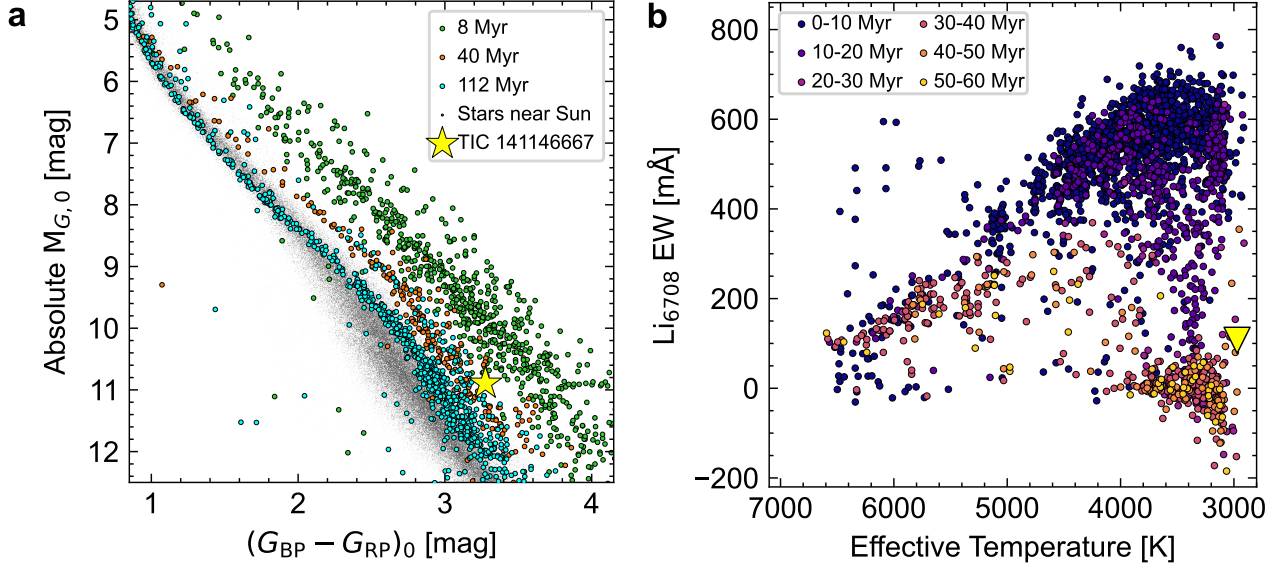 a
5
6
7
8
9
10
11
12
Absolute M_G, 0 [mag]
8 Myr
40 Myr
112 Myr
Stars near Sun
TIC 141146667
1
2
3
4
(G_BP − G_RP)_0 [mag]
b
800
600
400
200
0
−200
Li_6708 EW [mÅ]
0-10 Myr
10-20 Myr
20-30 Myr
30-40 Myr
40-50 Myr
50-60 Myr
7000
6000
5000
4000
3000
Effective Temperature [K]